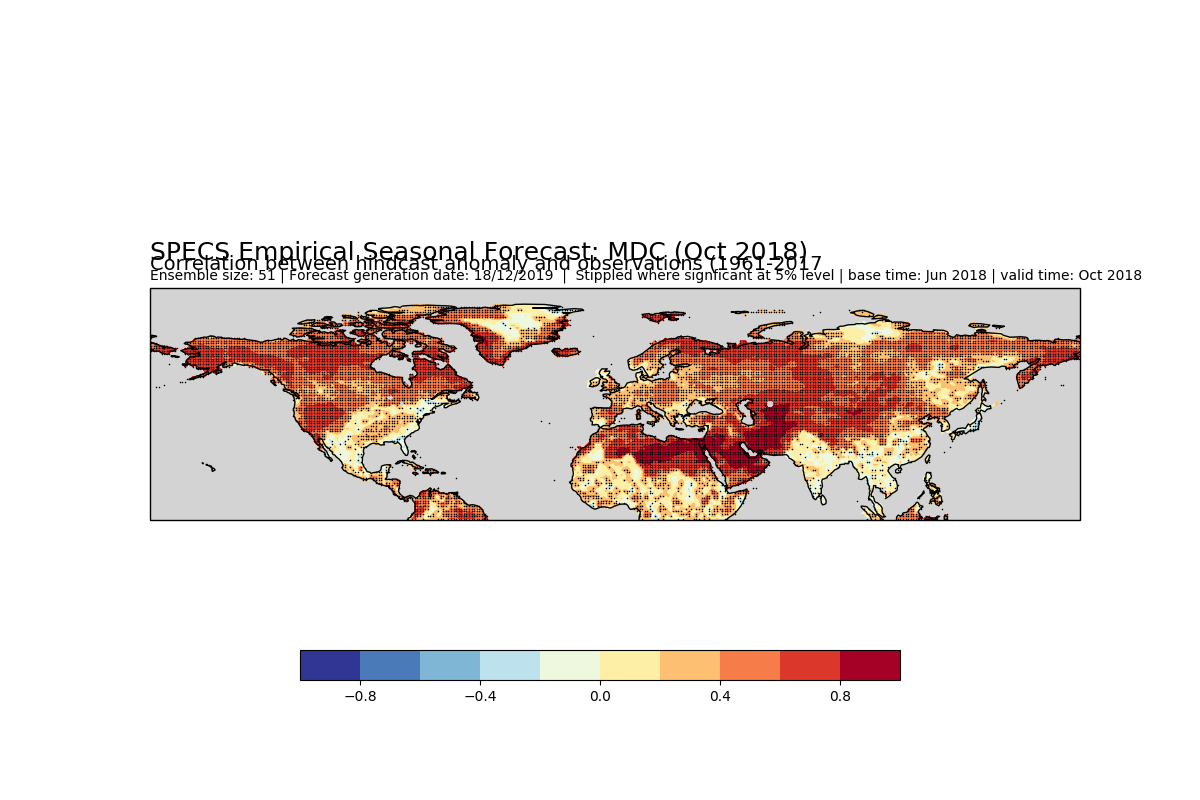 SPECS Empirical Seasonal Forecast: MDC (Oct 2018)
Correlation between hindcast anomaly and observations (1961-2017
Ensemble size: 51 | Forecast generation date: 18/12/2019 | Stippled where signficant at 5% level | base time: Jun 2018 | valid time: Oct 2018
−0.8 −0.4 0.0 0.4 0.8